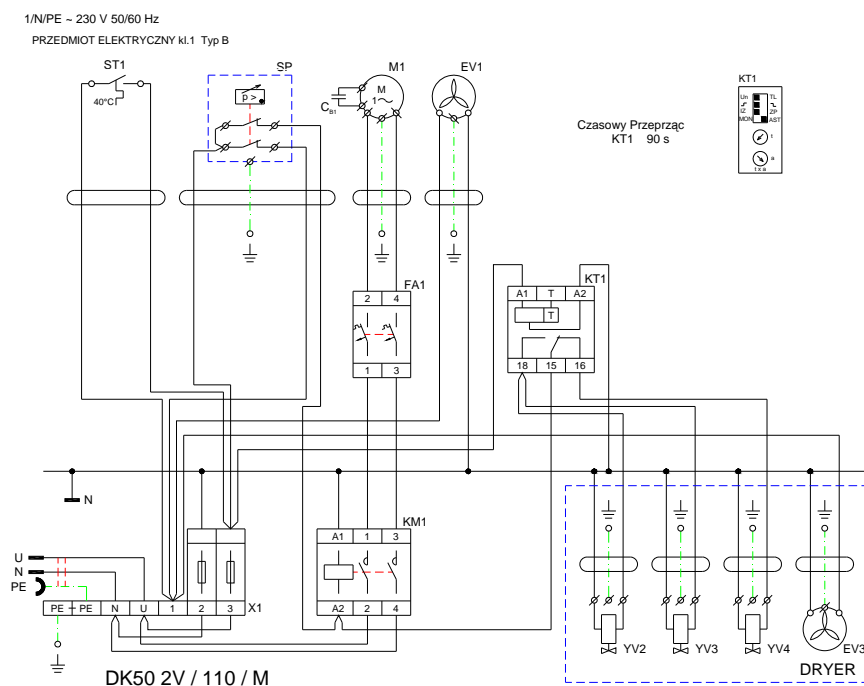 1/N/PE ~ 230 V 50/60 Hz
PRZEDMIOT ELEKTRYCZNY kl.1 Typ B
ST1
SP
M1
EV1
KT1
40°C
p >
CB1
M
1~
Un
TL
IZ
ZP
MON
AST
t
a
t x a
Czasowy Przeprząc
KT1 90 s
FA1
2 4
1 3
KT1
A1 T A2
T
18 15 16
N
KM1
A1 1 3
A2 2 4
U
N
PE
PE PE N U 1 2 3
X1
YV2
YV3
YV4
EV3
DRYER
DK50 2V / 110 / M